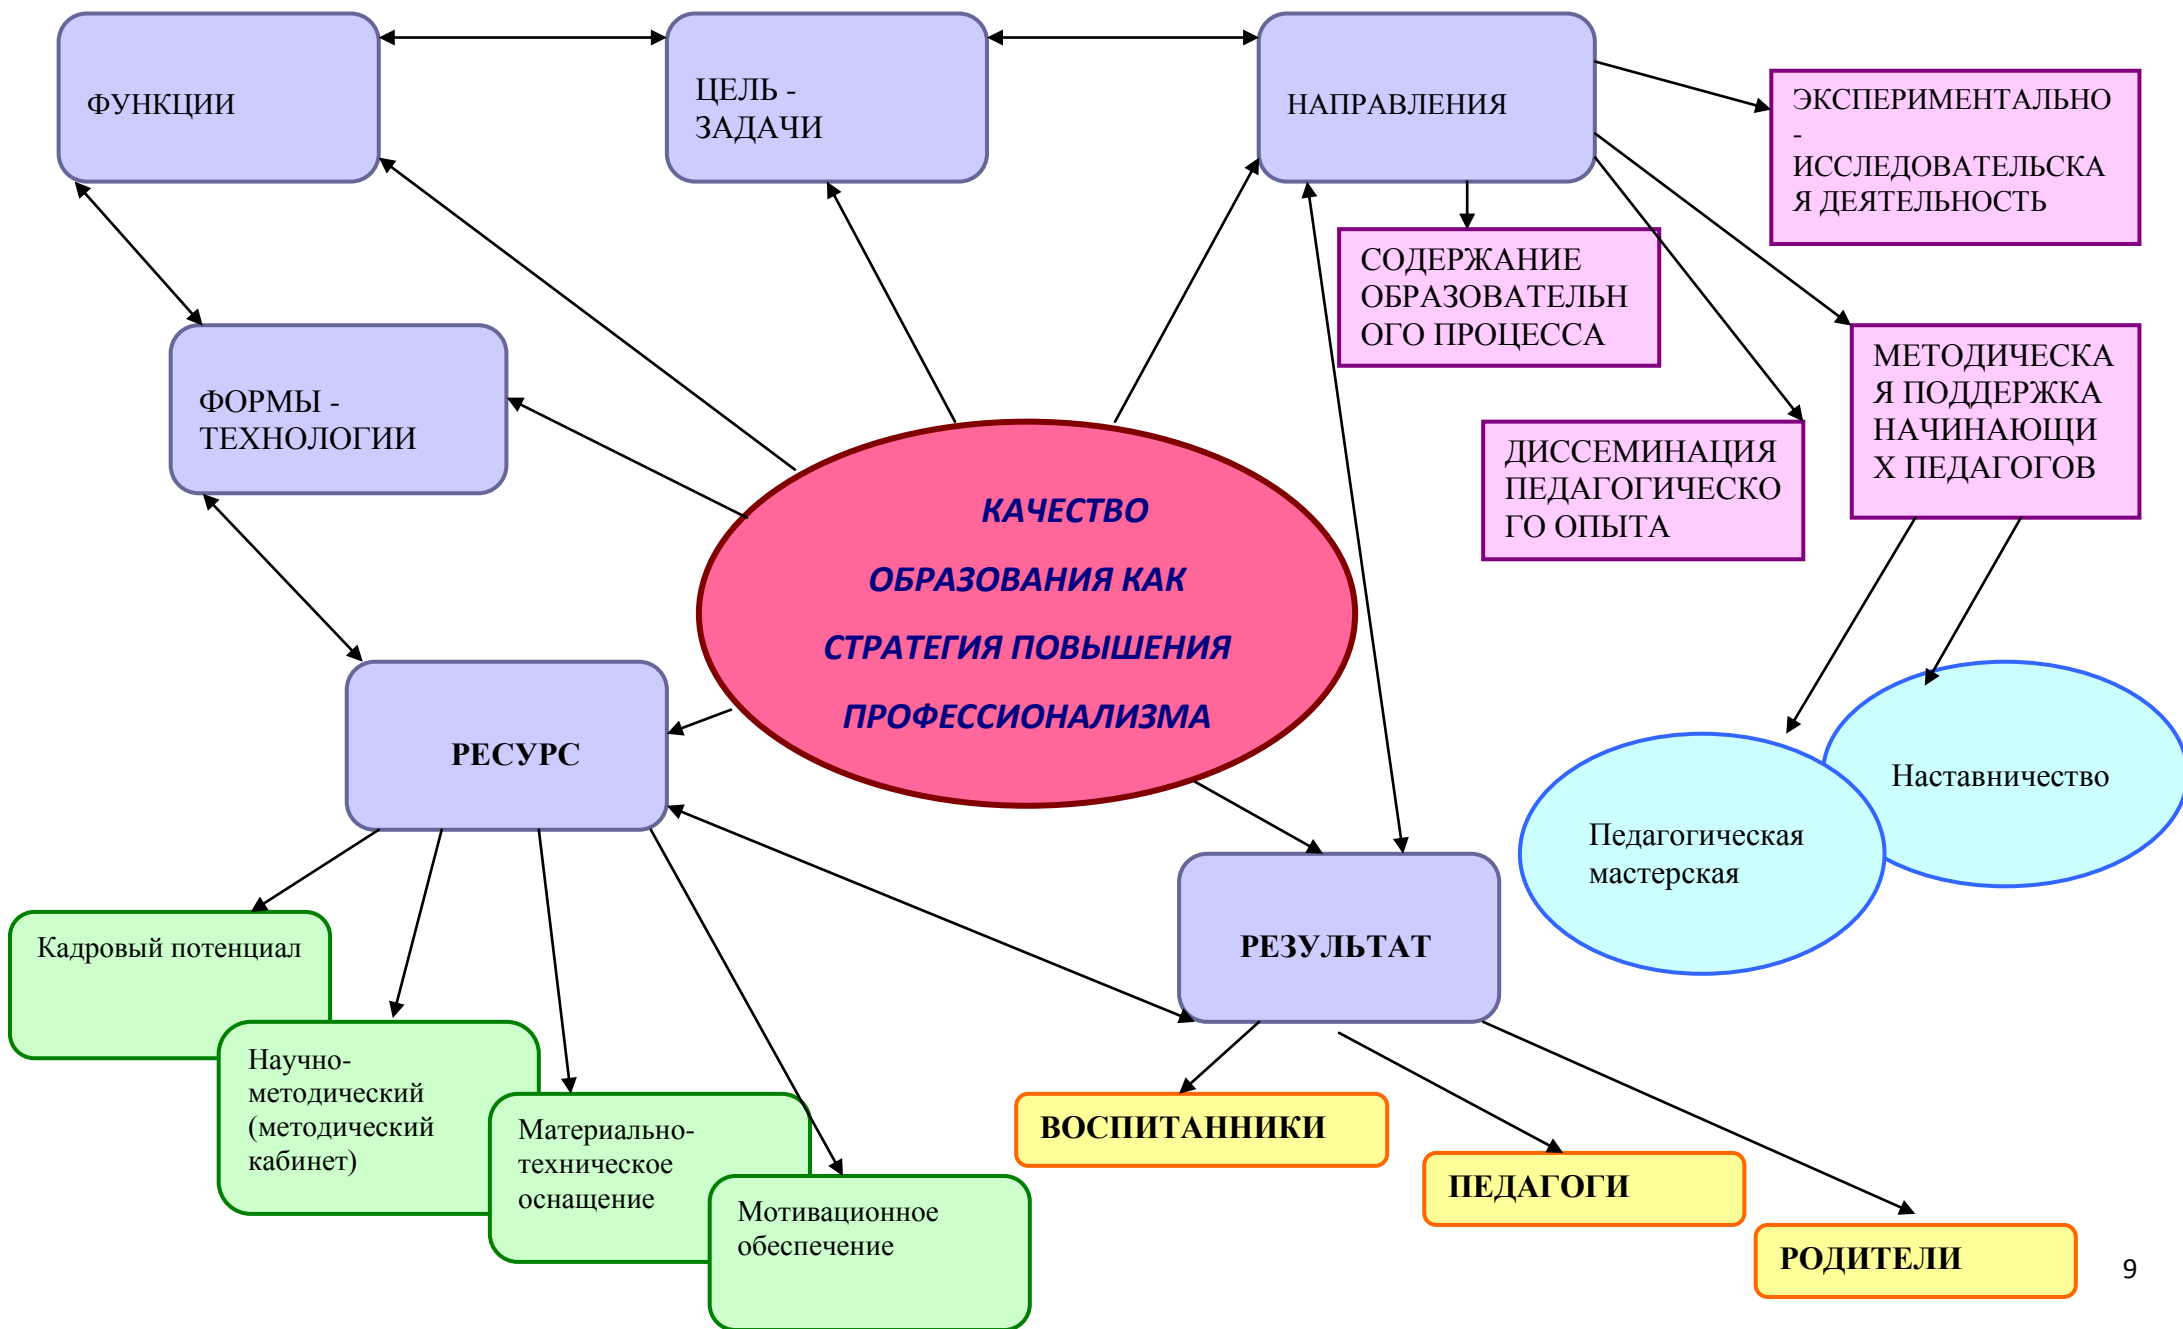 ФУНКЦИИ
ЦЕЛЬ -
ЗАДАЧИ
НАПРАВЛЕНИЯ
ЭКСПЕРИМЕНТАЛЬНО
-
ИССЛЕДОВАТЕЛЬСКА
Я ДЕЯТЕЛЬНОСТЬ
СОДЕРЖАНИЕ
ОБРАЗОВАТЕЛЬН
ОГО ПРОЦЕССА
МЕТОДИЧЕСКА
Я ПОДДЕРЖКА
НАЧИНАЮЩИ
Х ПЕДАГОГОВ
ФОРМЫ -
ТЕХНОЛОГИИ
ДИССЕМИНАЦИЯ
ПЕДАГОГИЧЕСКО
ГО ОПЫТА
КАЧЕСТВО
ОБРАЗОВАНИЯ КАК
СТРАТЕГИЯ ПОВЫШЕНИЯ
ПРОФЕССИОНАЛИЗМА
РЕСУРС
Наставничество
Педагогическая
мастерская
РЕЗУЛЬТАТ
Кадровый потенциал
Научно-
методический
(методический
кабинет)
Материально-
техническое
оснащение
Мотивационное
обеспечение
ВОСПИТАННИКИ
ПЕДАГОГИ
РОДИТЕЛИ
9